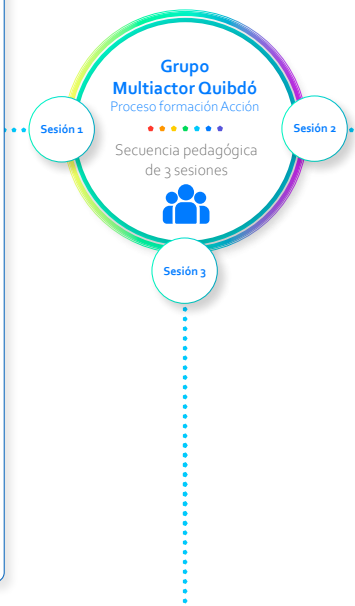 Grupo
Multiactor Quibdó
Proceso formación Acción
Sesión 1
Sesión 2
Secuencia pedagógica
de 3 sesiones
Sesión 3